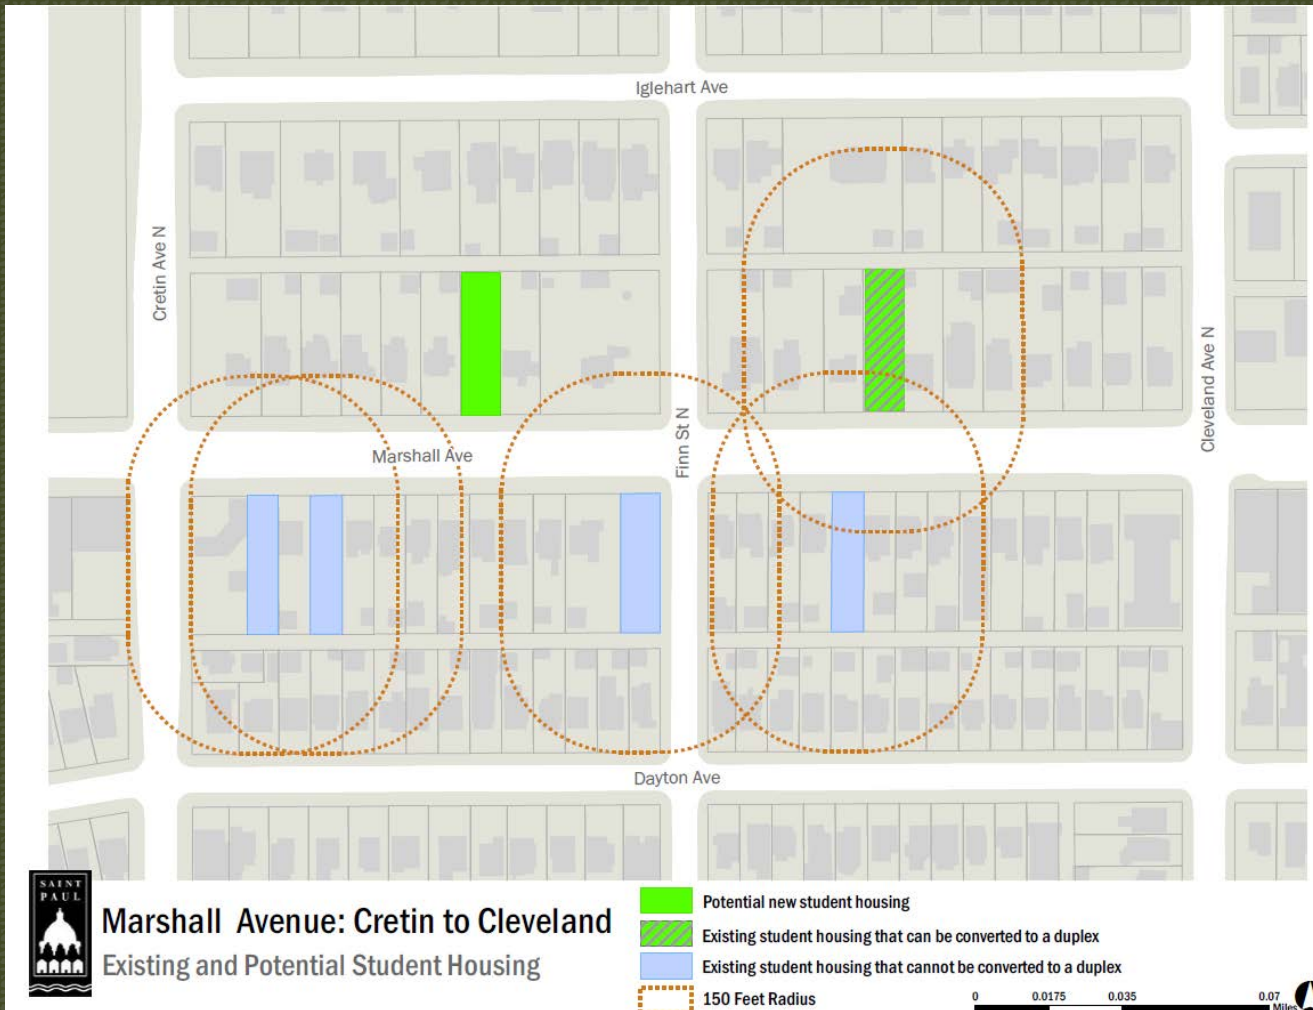 Iglehart Ave
Cretin Ave N
Cleveland Ave N
Finn St N
Marshall Ave
Dayton Ave
SAINT
PAUL
Marshall Avenue: Cretin to Cleveland
Existing and Potential Student Housing
Potential new student housing
Existing student housing that can be converted to a duplex
Existing student housing that cannot be converted to a duplex
150 Feet Radius
0 0.0175 0.035 0.07
Miles